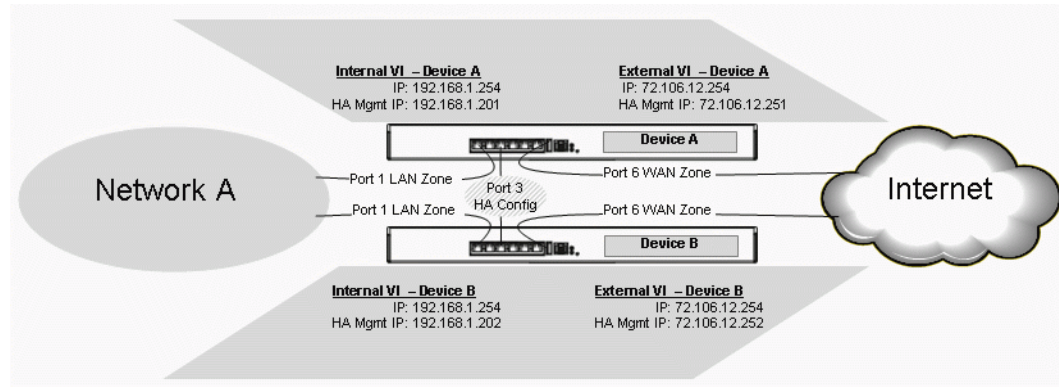 Internal VI – Device A
IP: 192.168.1.254
HA Mgmt IP: 192.168.1.201
External VI – Device A
IP: 72.106.12.254
HA Mgmt IP: 72.106.12.251
Device A
Network A
Port 1 LAN Zone
Port 3
HA Config
Port 6 WAN Zone
Internet
Port 1 LAN Zone
Port 6 WAN Zone
Device B
Internal VI – Device B
IP: 192.168.1.254
HA Mgmt IP: 192.168.1.202
External VI – Device B
IP: 72.106.12.254
HA Mgmt IP: 72.106.12.252